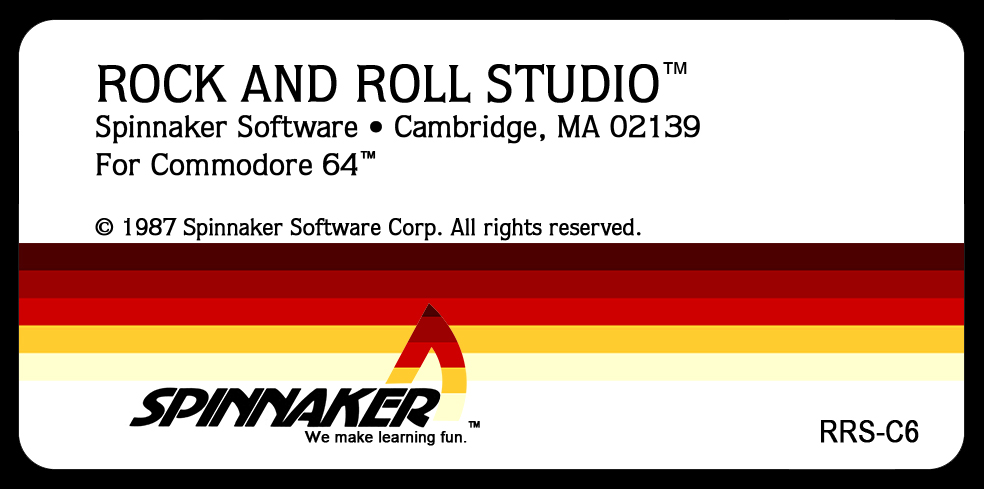 ROCK AND ROLL STUDIO™
Spinnaker Software • Cambridge, MA 02139
For Commodore 64™
© 1987 Spinnaker Software Corp. All rights reserved.
SPINNAKER™
We make learning fun.
RRS-C6